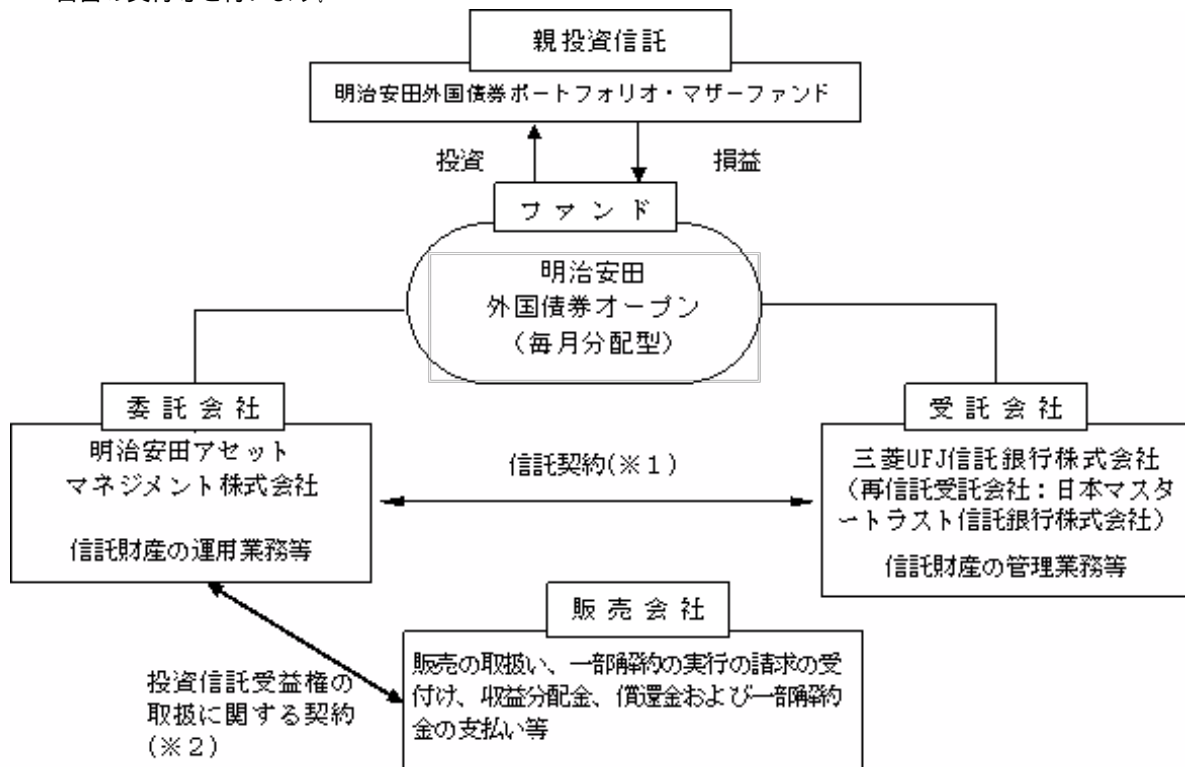 親投資信託
明治安田外国債券ポートフォリオ・マザーファンド
投資
損益
ファンド
明治安田
外国債券オープン
（毎月分配型）
委託会社
明治安田アセット
マネジメント株式会社
信託財産の運用業務等
信託契約(※１)
受託会社
三菱UFJ信託銀行株式会社
（再信託受託会社：日本マスタ
ートラスト信託銀行株式会社）
信託財産の管理業務等
販売会社
販売の取扱い、一部解約の実行の請求の受
付け、収益分配金、償還金および一部解約
金の支払い等
投資信託受益権の
取扱に関する契約
(※２)